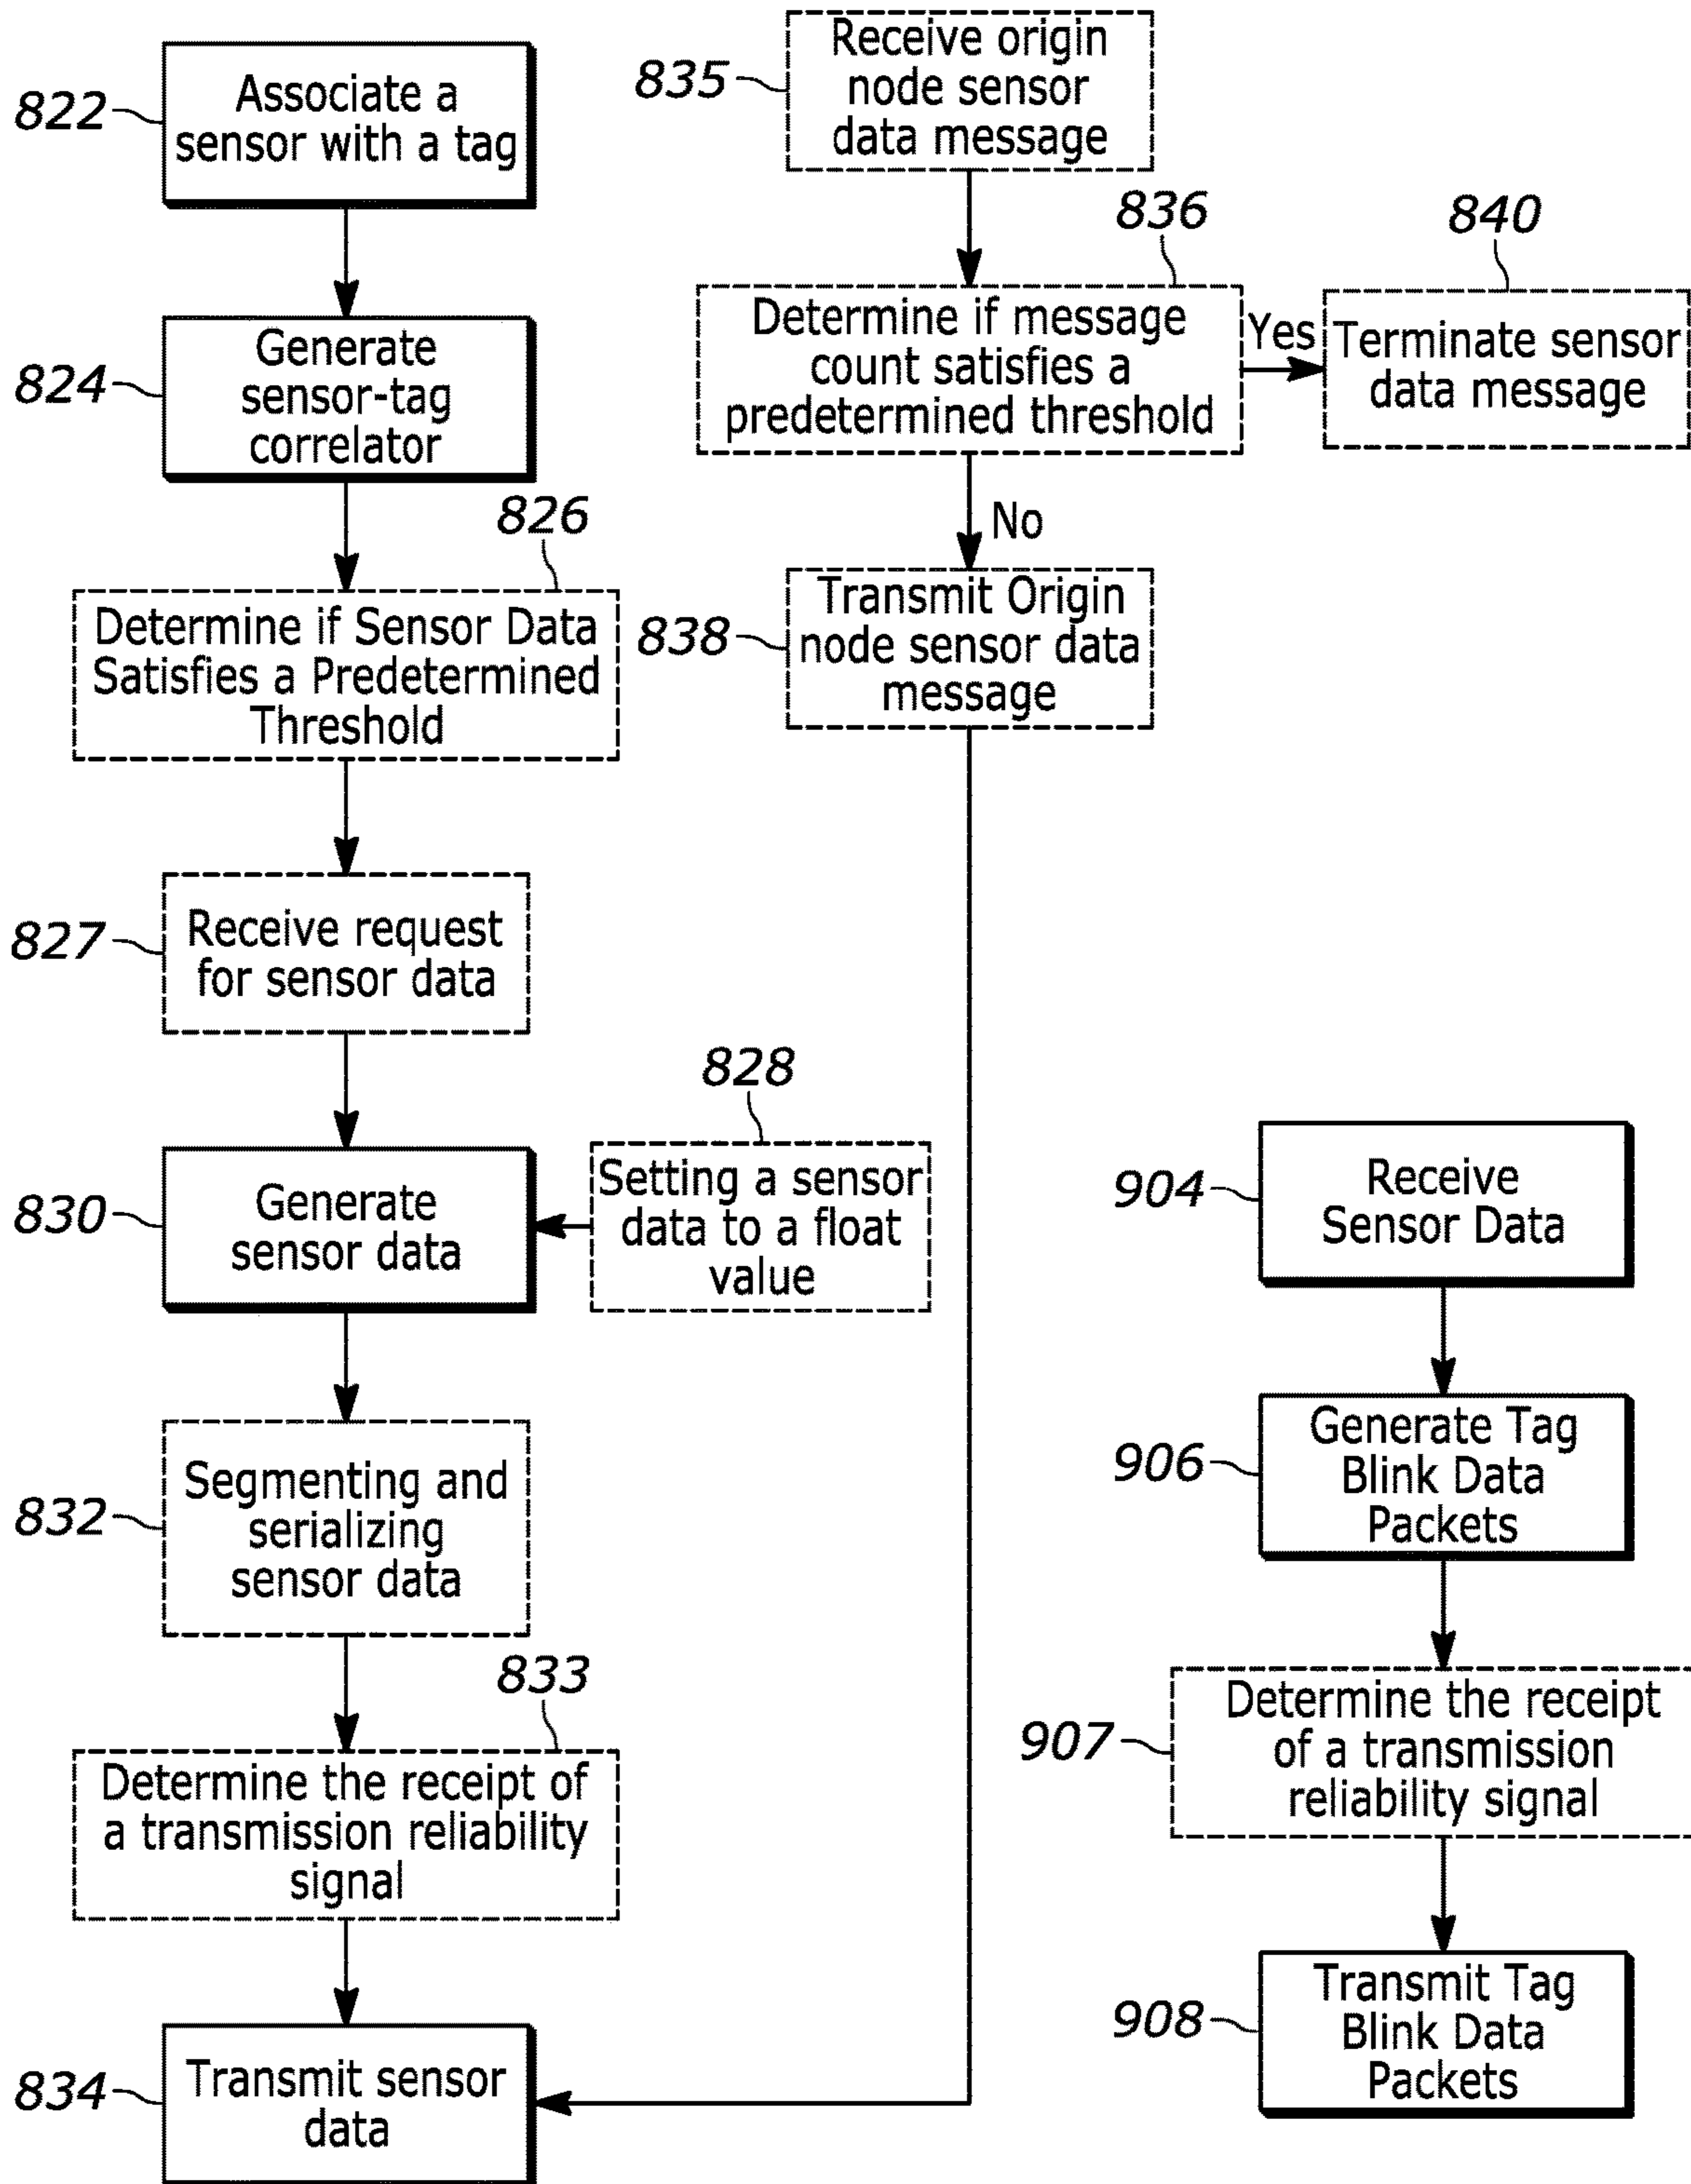 822
Associate a
sensor with a tag
824
Generate
sensor-tag
correlator
826
Determine if Sensor Data
Satisfies a Predetermined
Threshold
827
Receive request
for sensor data
828
Setting a sensor
data to a float
value
830
Generate
sensor data
832
Segmenting and
serializing
sensor data
833
Determine the receipt of
a transmission reliability
signal
834
Transmit sensor
data
835
Receive origin
node sensor
data message
836
Determine if message
count satisfies a
predetermined threshold
Yes
840
Terminate sensor
data message
No
838
Transmit Origin
node sensor data
message
904
Receive
Sensor Data
906
Generate Tag
Blink Data
Packets
907
Determine the receipt
of a transmission
reliability signal
908
Transmit Tag
Blink Data
Packets